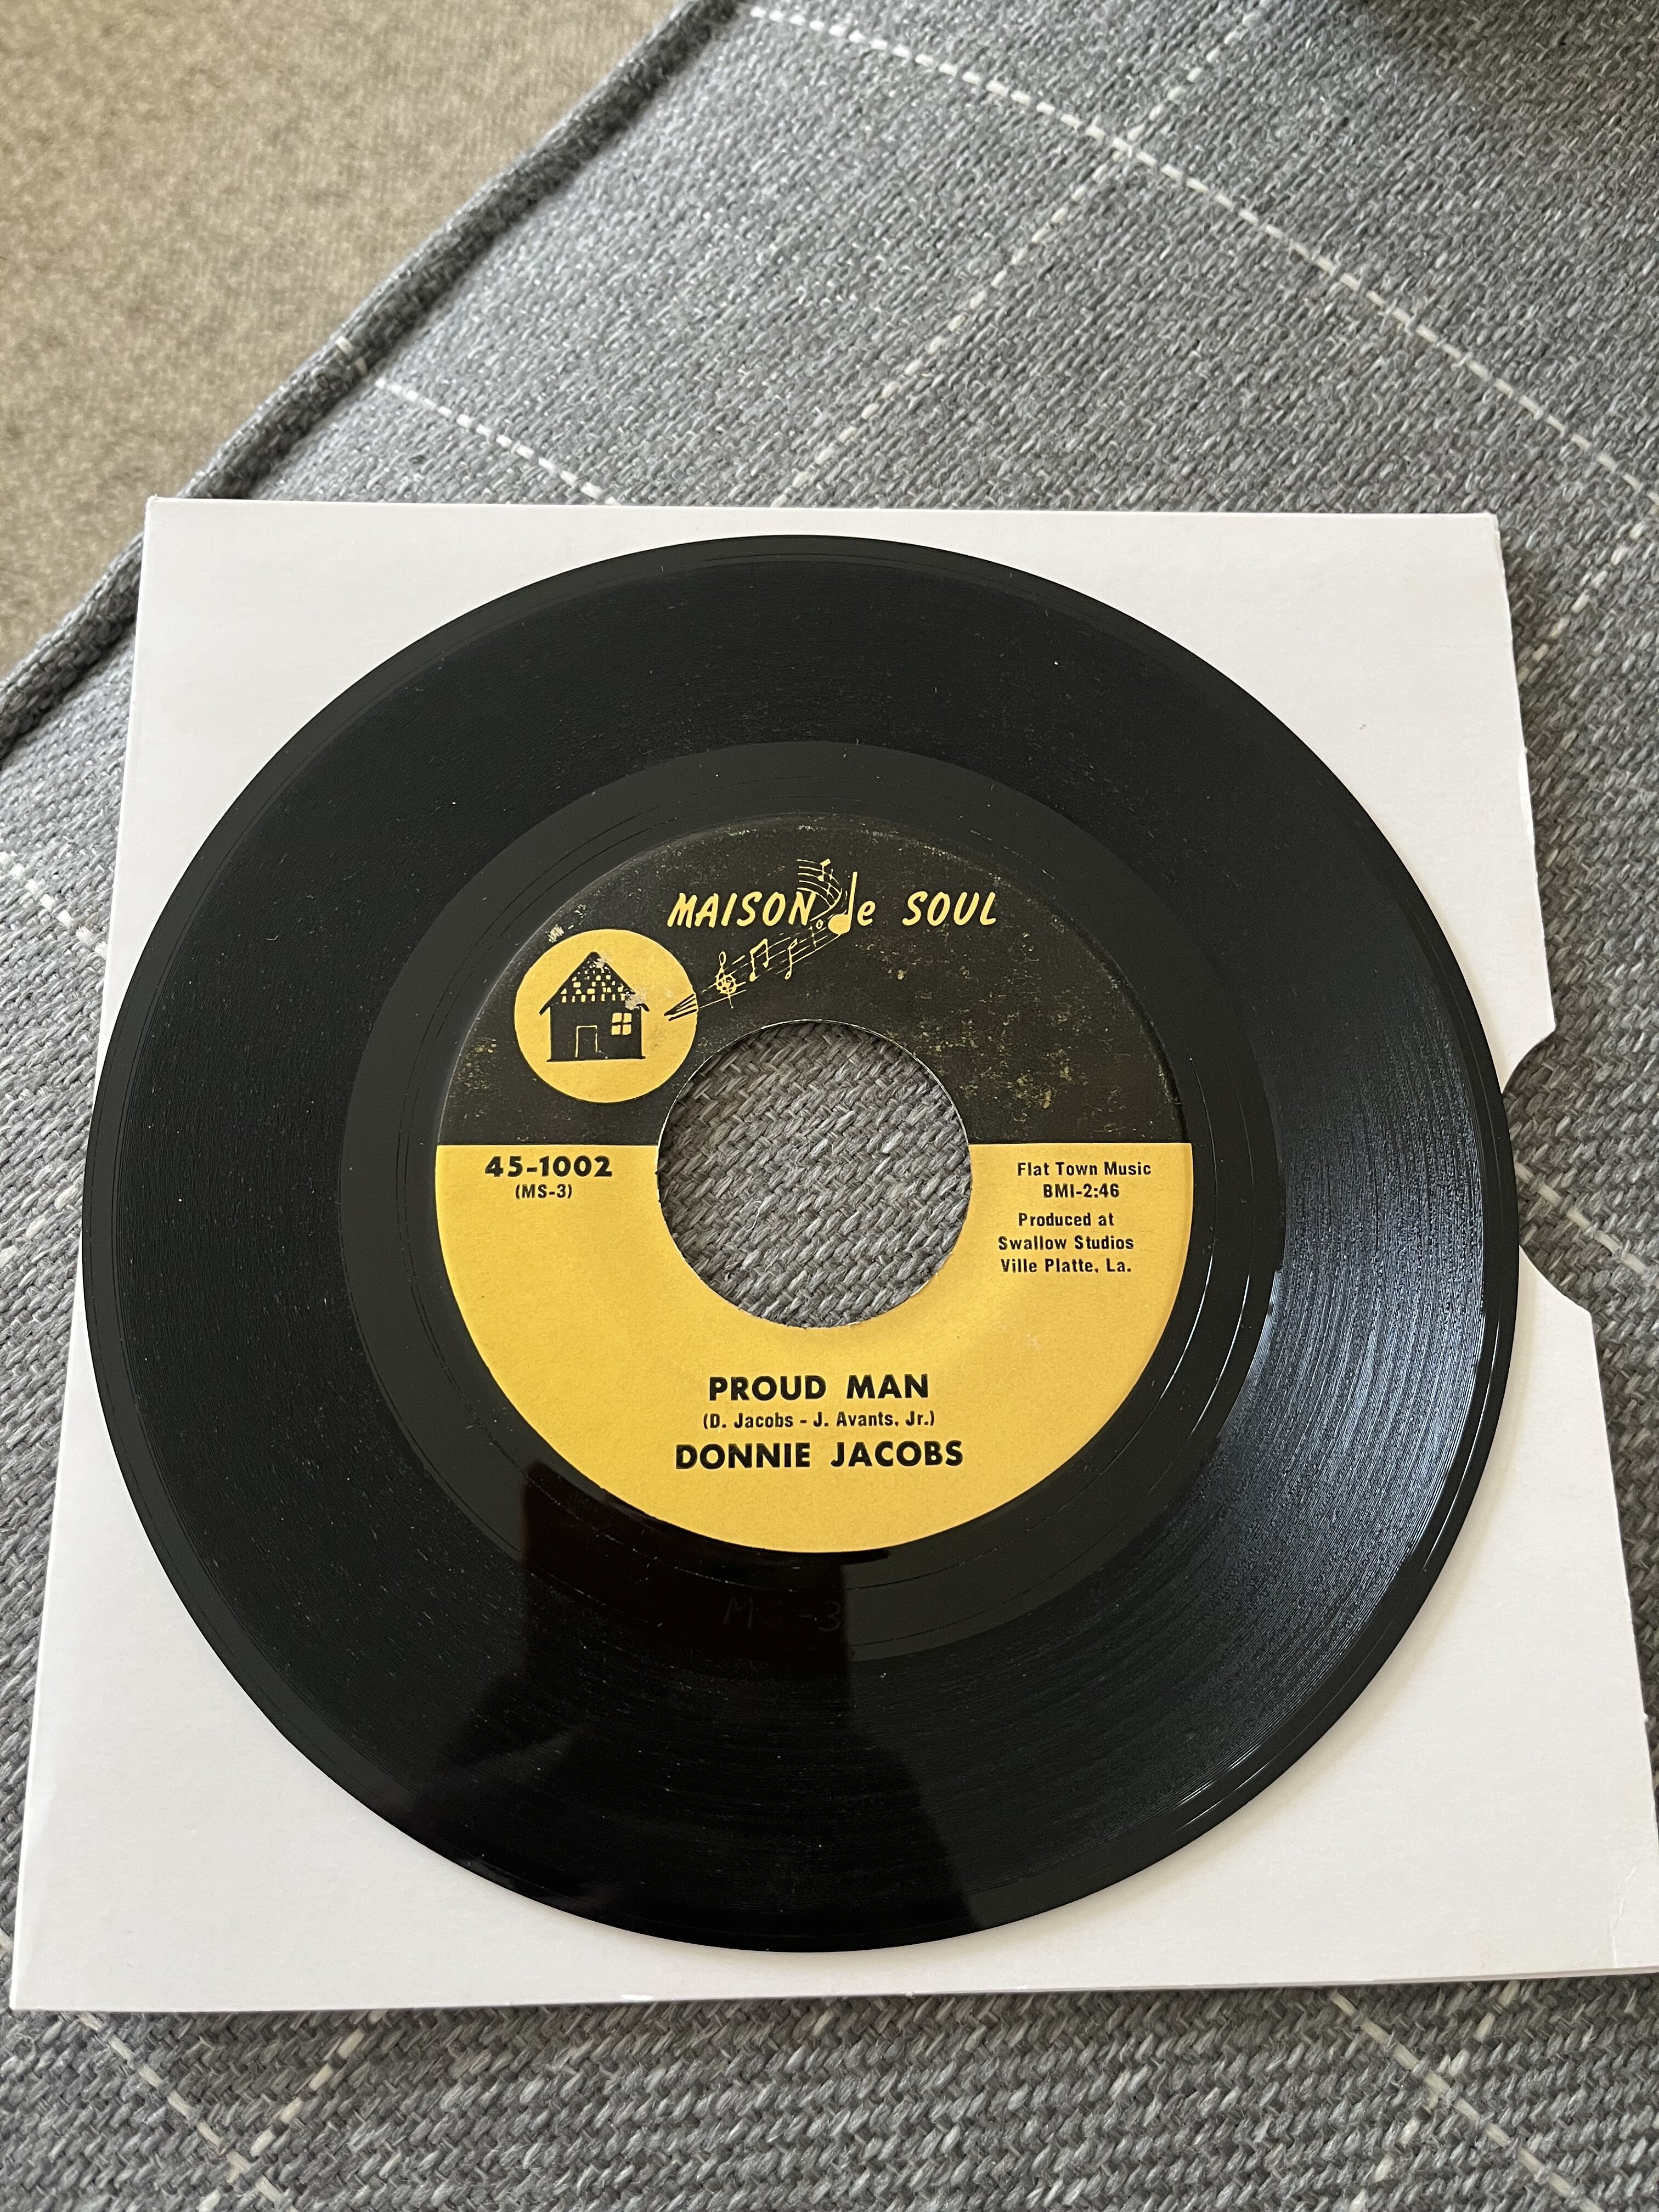 MAISON de SOUL
45-1002
(MS-3)
Flat Town Music
BMI-2:46
Produced at
Swallow Studios
Ville Platte, La.
PROUD MAN
(D. Jacobs - J. Avants, Jr.)
DONNIE JACOBS